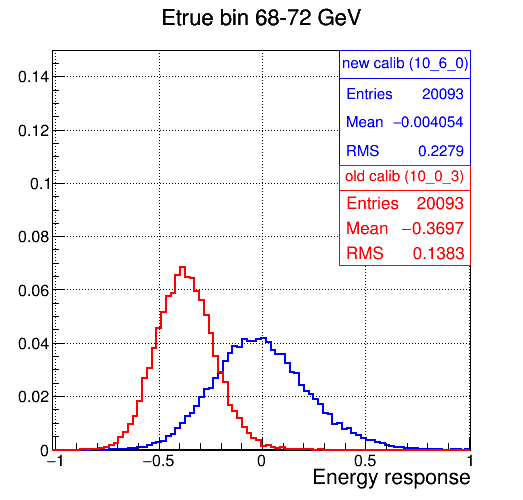 Etrue bin 68-72 GeV
new calib (10_6_0)
Entries 20093
Mean −0.004054
RMS 0.2279
old calib (10_0_3)
Entries 20093
Mean −0.3697
RMS 0.1383
0.14
0.12
0.1
0.08
0.06
0.04
0.02
0
−1 −0.5 0 0.5 1
Energy response